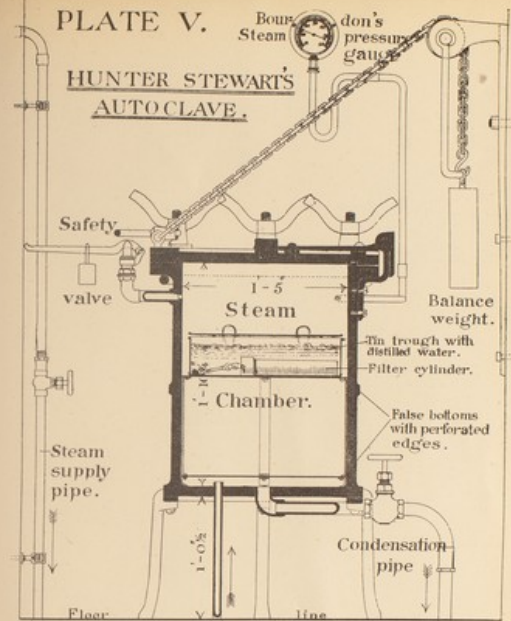 PLATE V.
Bourdon's
Steam pressure
gauge
HUNTER STEWART'S
AUTOCLAVE.
Safety
valve
1'-5"
Steam
Balance
weight.
Tin trough with
distilled water.
Filter cylinder.
Chamber.
False bottoms
with perforated
edges.
Steam
supply
pipe.
Condensation
pipe
1'-0½"
Floor line